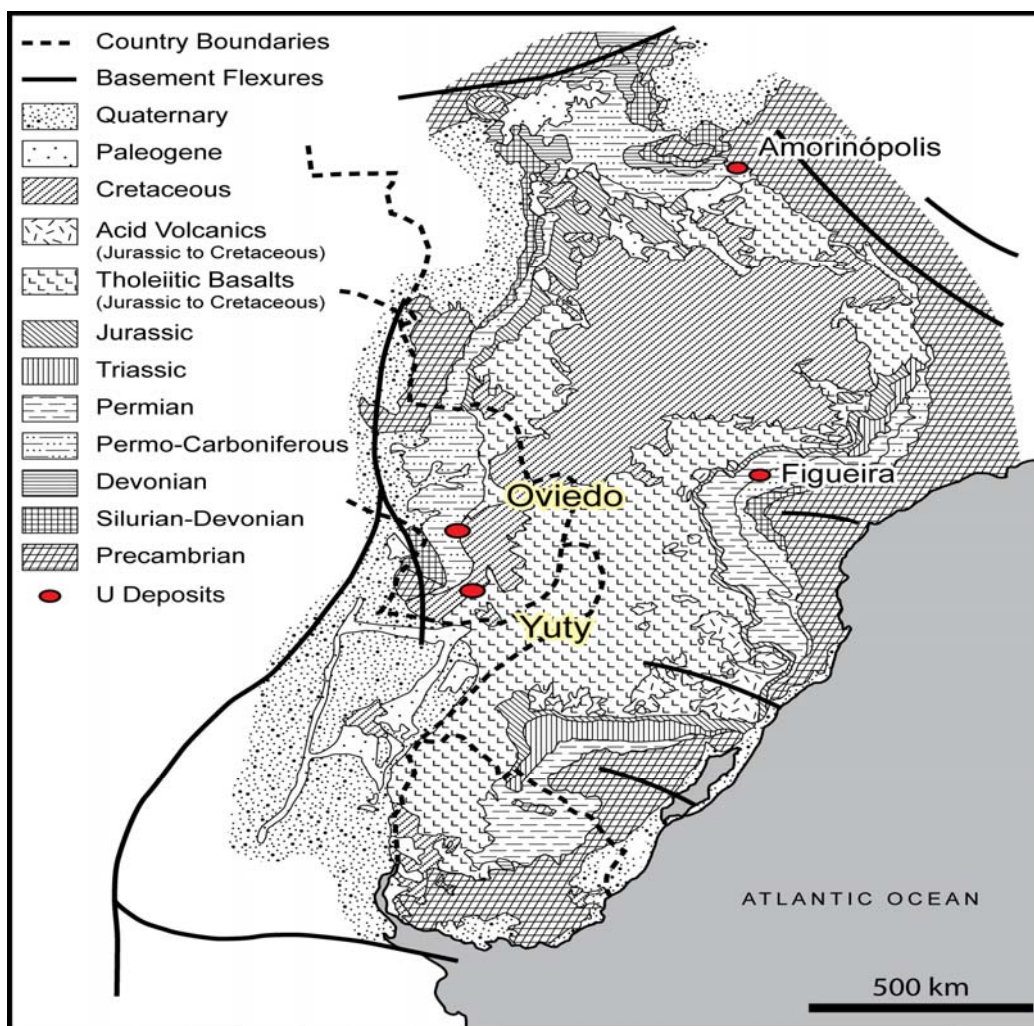 Country Boundaries
Basement Flexures
Quaternary
Paleogene
Cretaceous
Acid Volcanics
(Jurassic to Cretaceous)
Tholeiitic Basalts
(Jurassic to Cretaceous)
Jurassic
Triassic
Permian
Permo-Carboniferous
Devonian
Silurian-Devonian
Precambrian
U Deposits
Amorinópolis
Figueira
Oviedo
Yuty
ATLANTIC OCEAN
500 km